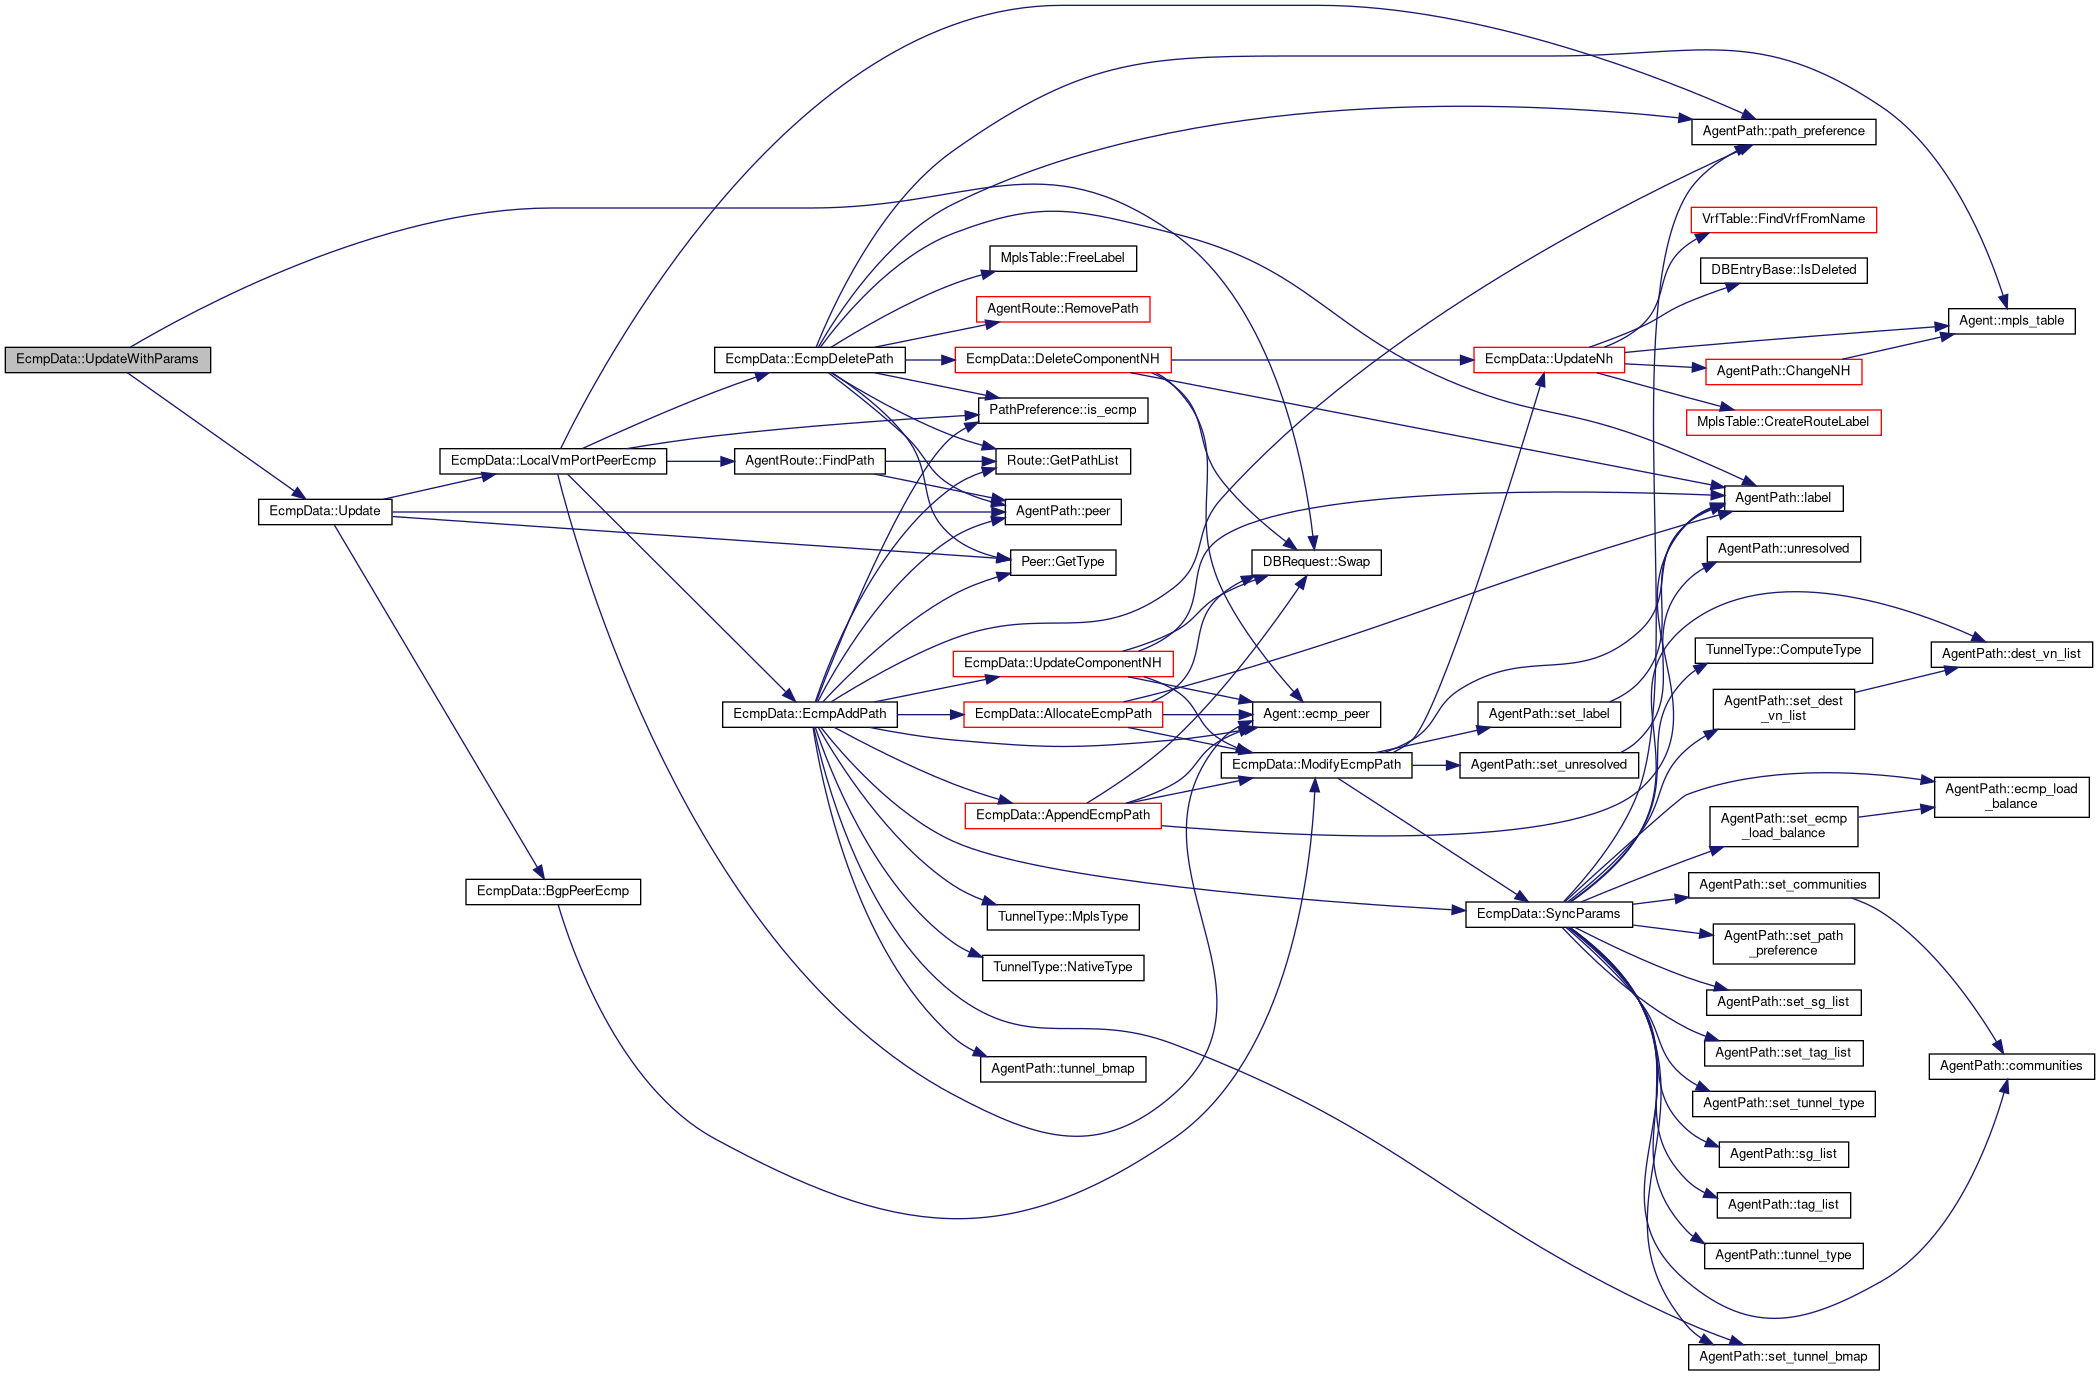 EcmpData::UpdateWithParams
EcmpData::Update
EcmpData::LocalVmPortPeerEcmp
EcmpData::BgpPeerEcmp
EcmpData::EcmpDeletePath
AgentRoute::FindPath
EcmpData::EcmpAddPath
MplsTable::FreeLabel
AgentRoute::RemovePath
EcmpData::DeleteComponentNH
PathPreference::is_ecmp
Route::GetPathList
AgentPath::peer
Peer::GetType
EcmpData::UpdateComponentNH
EcmpData::AllocateEcmpPath
EcmpData::AppendEcmpPath
TunnelType::MplsType
TunnelType::NativeType
AgentPath::tunnel_bmap
DBRequest::Swap
Agent::ecmp_peer
EcmpData::ModifyEcmpPath
EcmpData::UpdateNh
AgentPath::set_label
AgentPath::set_unresolved
EcmpData::SyncParams
AgentPath::path_preference
VrfTable::FindVrfFromName
DBEntryBase::IsDeleted
AgentPath::ChangeNH
MplsTable::CreateRouteLabel
AgentPath::label
AgentPath::unresolved
TunnelType::ComputeType
AgentPath::set_dest
_vn_list
AgentPath::set_ecmp
_load_balance
AgentPath::set_communities
AgentPath::set_path
_preference
AgentPath::set_sg_list
AgentPath::set_tag_list
AgentPath::set_tunnel_type
AgentPath::sg_list
AgentPath::tag_list
AgentPath::tunnel_type
AgentPath::set_tunnel_bmap
Agent::mpls_table
AgentPath::dest_vn_list
AgentPath::ecmp_load
_balance
AgentPath::communities